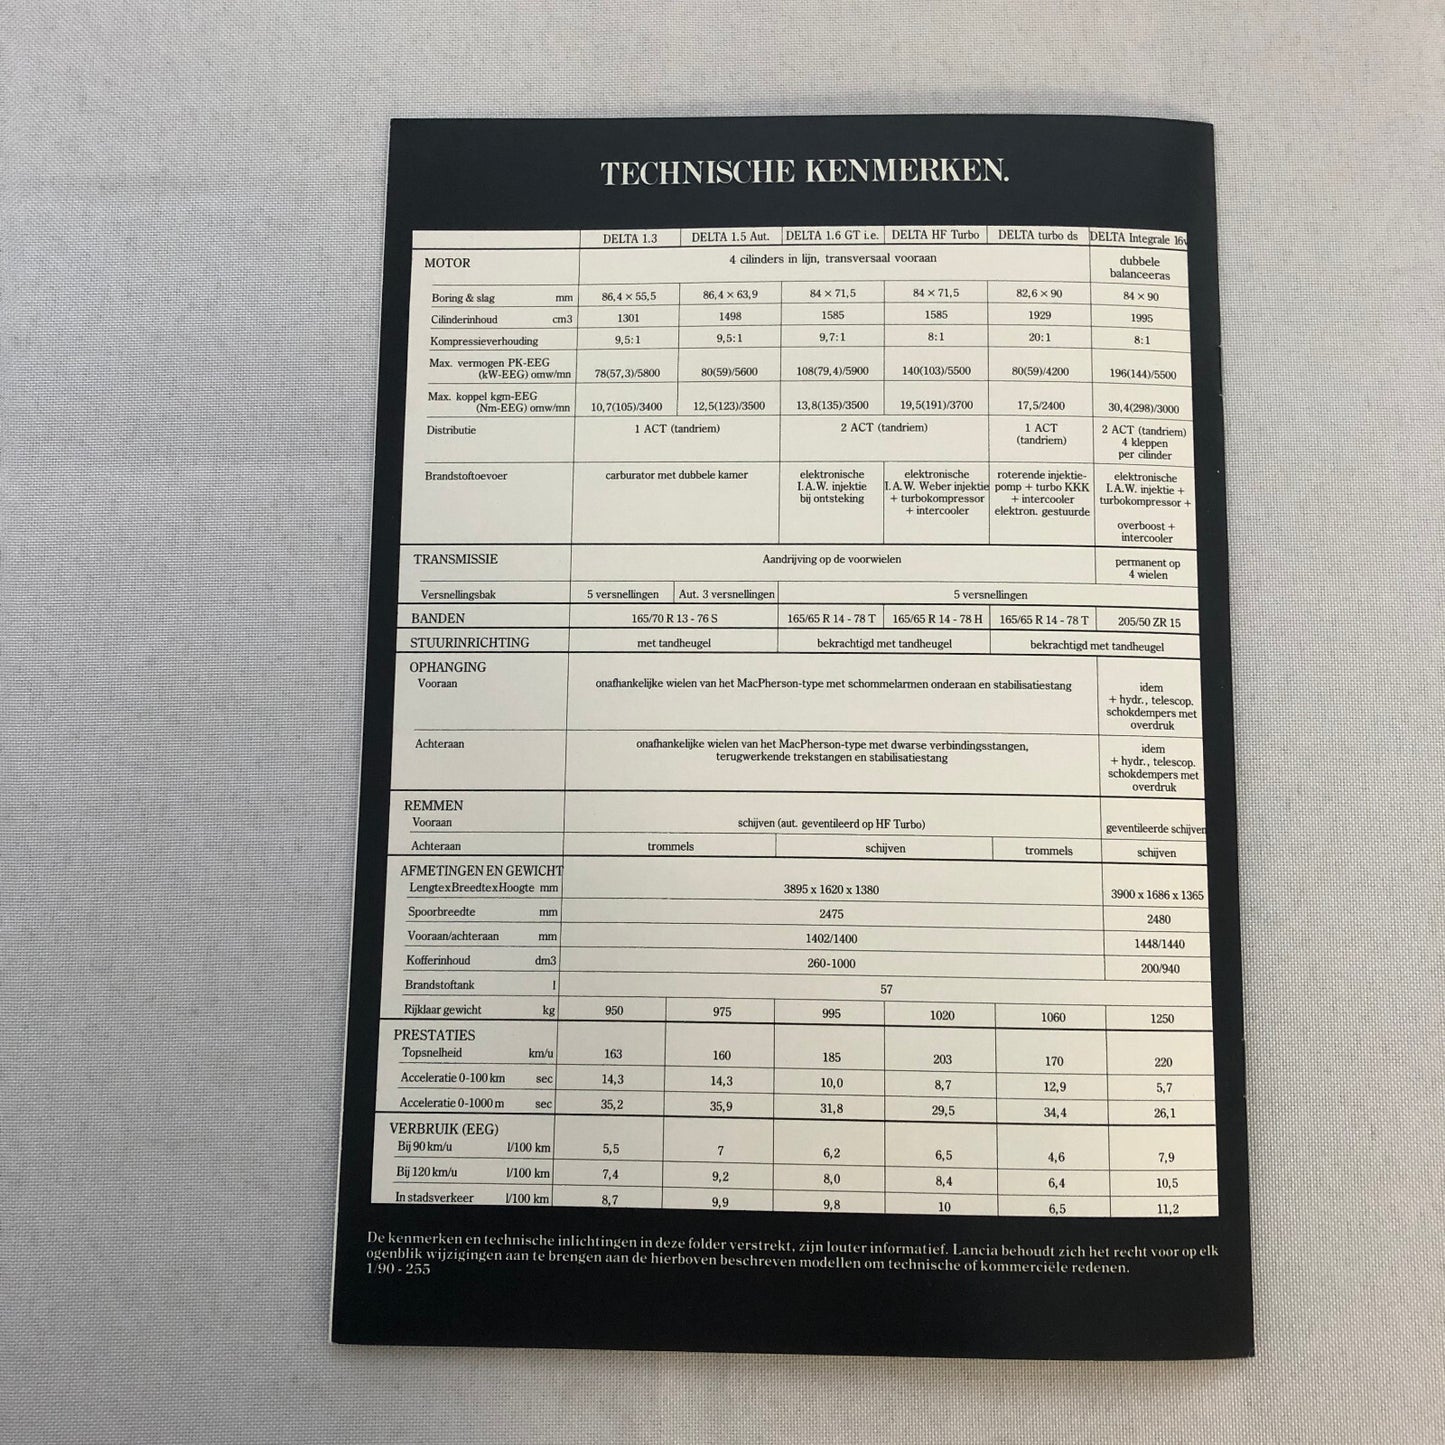 TECHNISCHE KENMERKEN.
DELTA 1.3 DELTA 1.5 Aut. DELTA 1.6 GT i.e. DELTA HF Turbo DELTA turbo ds DELTA Integrale 16v
MOTOR 4 cilinders in lijn, transversaal vooraan dubbele
balanceeras
Boring & slag mm 86,4 × 55,5 86,4 × 63,9 84 × 71,5 84 × 71,5 82,6 × 90 84 × 90
Cilinderinhoud cm3 1301 1498 1585 1585 1929 1995
Kompressieverhouding 9,5:1 9,5:1 9,7:1 8:1 20:1 8:1
Max. vermogen PK-EEG
(kW-EEG) omw/mn 78(57,3)/5800 80(59)/5600 108(79,4)/5900 140(103)/5500 80(59)/4200 196(144)/5500
Max. koppel kgm-EEG
(Nm-EEG) omw/mn 10,7(105)/3400 12,5(123)/3500 13,8(135)/3500 19,5(191)/3700 17,5/2400 30,4(298)/3000
Distributie 1 ACT (tandriem) 2 ACT (tandriem) 1 ACT 2 ACT (tandriem)
(tandriem) 4 kleppen
per cilinder
Brandstoftoevoer carburator met dubbele kamer elektronische elektronische roterende injektie- elektronische
I.A.W. injektie I.A.W. Weber injektie pomp + turbo KKK I.A.W. injektie +
bij ontsteking + turbokompressor + intercooler turbokompressor +
+ intercooler elektron. gestuurde
overboost +
intercooler
TRANSMISSIE Aandrijving op de voorwielen permanent op
4 wielen
Versnellingsbak 5 versnellingen Aut. 3 versnellingen 5 versnellingen
BANDEN 165/70 R 13 - 76 S 165/65 R 14 - 78 T 165/65 R 14 - 78 H 165/65 R 14 - 78 T 205/50 ZR 15
STUURINRICHTING met tandheugel bekrachtigd met tandheugel bekrachtigd met tandheugel
OPHANGING
Vooraan onafhankelijke wielen van het MacPherson-type met schommelarmen onderaan en stabilisatiestang idem
+ hydr., telescop.
schokdempers met
overdruk
Achteraan onafhankelijke wielen van het MacPherson-type met dwarse verbindingsstangen, idem
terugwerkende trekstangen en stabilisatiestang + hydr., telescop.
schokdempers met
overdruk
REMMEN
Vooraan schijven (aut. geventileerd op HF Turbo) geventileerde schijven
Achteraan trommels schijven trommels schijven
AFMETINGEN EN GEWICHT
LengtexBreedtexHoogte mm 3895 x 1620 x 1380 3900 x 1686 x 1365
Spoorbreedte mm 2475 2480
Vooraan/achteraan mm 1402/1400 1448/1440
Kofferinhoud dm3 260-1000 200/940
Brandstoftank l 57
Rijklaar gewicht kg 950 975 995 1020 1060 1250
PRESTATIES
Topsnelheid km/u 163 160 185 203 170 220
Acceleratie 0-100 km sec 14,3 14,3 10,0 8,7 12,9 5,7
Acceleratie 0-1000 m sec 35,2 35,9 31,8 29,5 34,4 26,1
VERBRUIK (EEG)
Bij 90 km/u l/100 km 5,5 7 6,2 6,5 4,6 7,9
Bij 120 km/u l/100 km 7,4 9,2 8,0 8,4 6,4 10,5
In stadsverkeer l/100 km 8,7 9,9 9,8 10 6,5 11,2
De kenmerken en technische inlichtingen in deze folder verstrekt, zijn louter informatief. Lancia behoudt zich het recht voor op elk
ogenblik wijzigingen aan te brengen aan de hierboven beschreven modellen om technische of kommerciële redenen.
1/90 - 255